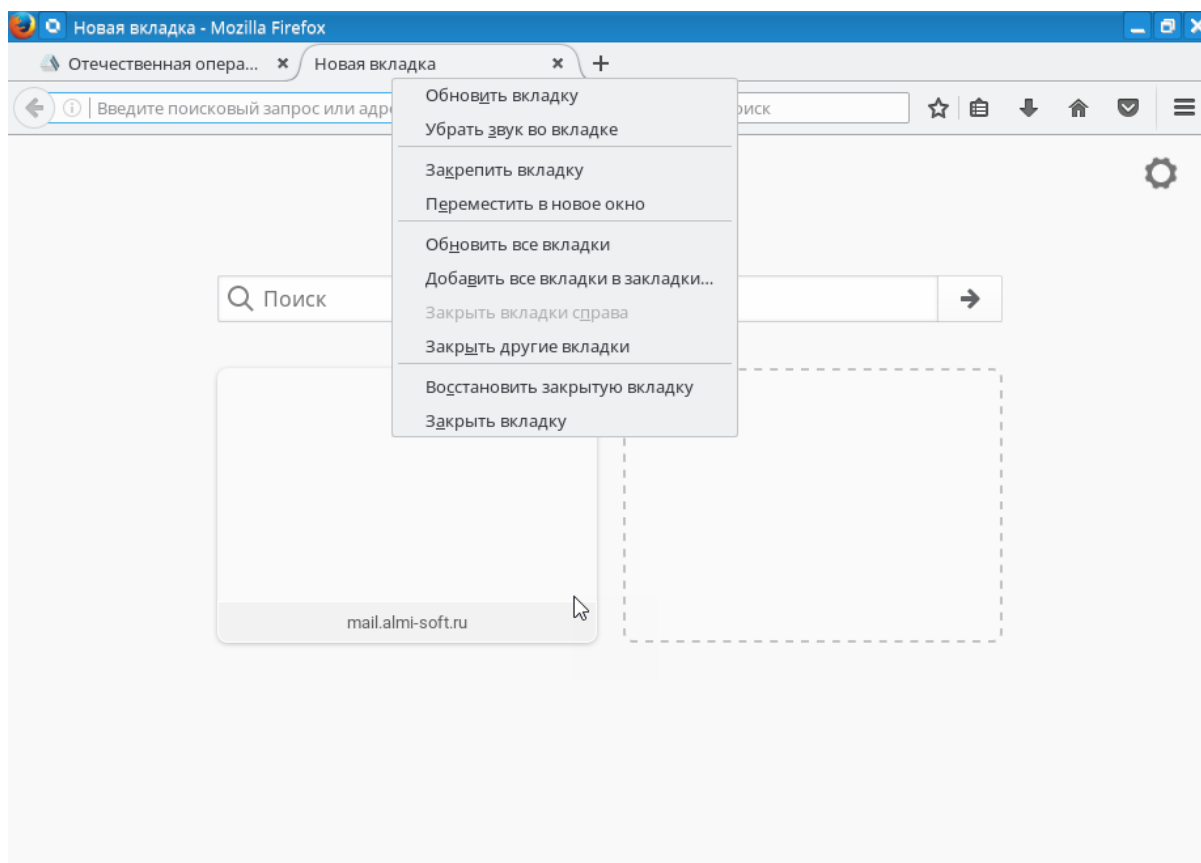 Новая вкладка - Mozilla Firefox
Отечественная опера...
Новая вкладка
Введите поисковый запрос или
Обновить вкладку
Убрать звук во вкладке
Закрепить вкладку
Переместить в новое окно
Обновить все вкладки
Добавить все вкладки в закладки...
Закрыть вкладки справа
Закрыть другие вкладки
Восстановить закрытую вкладку
Закрыть вкладку
Поиск
mail.almi-soft.ru